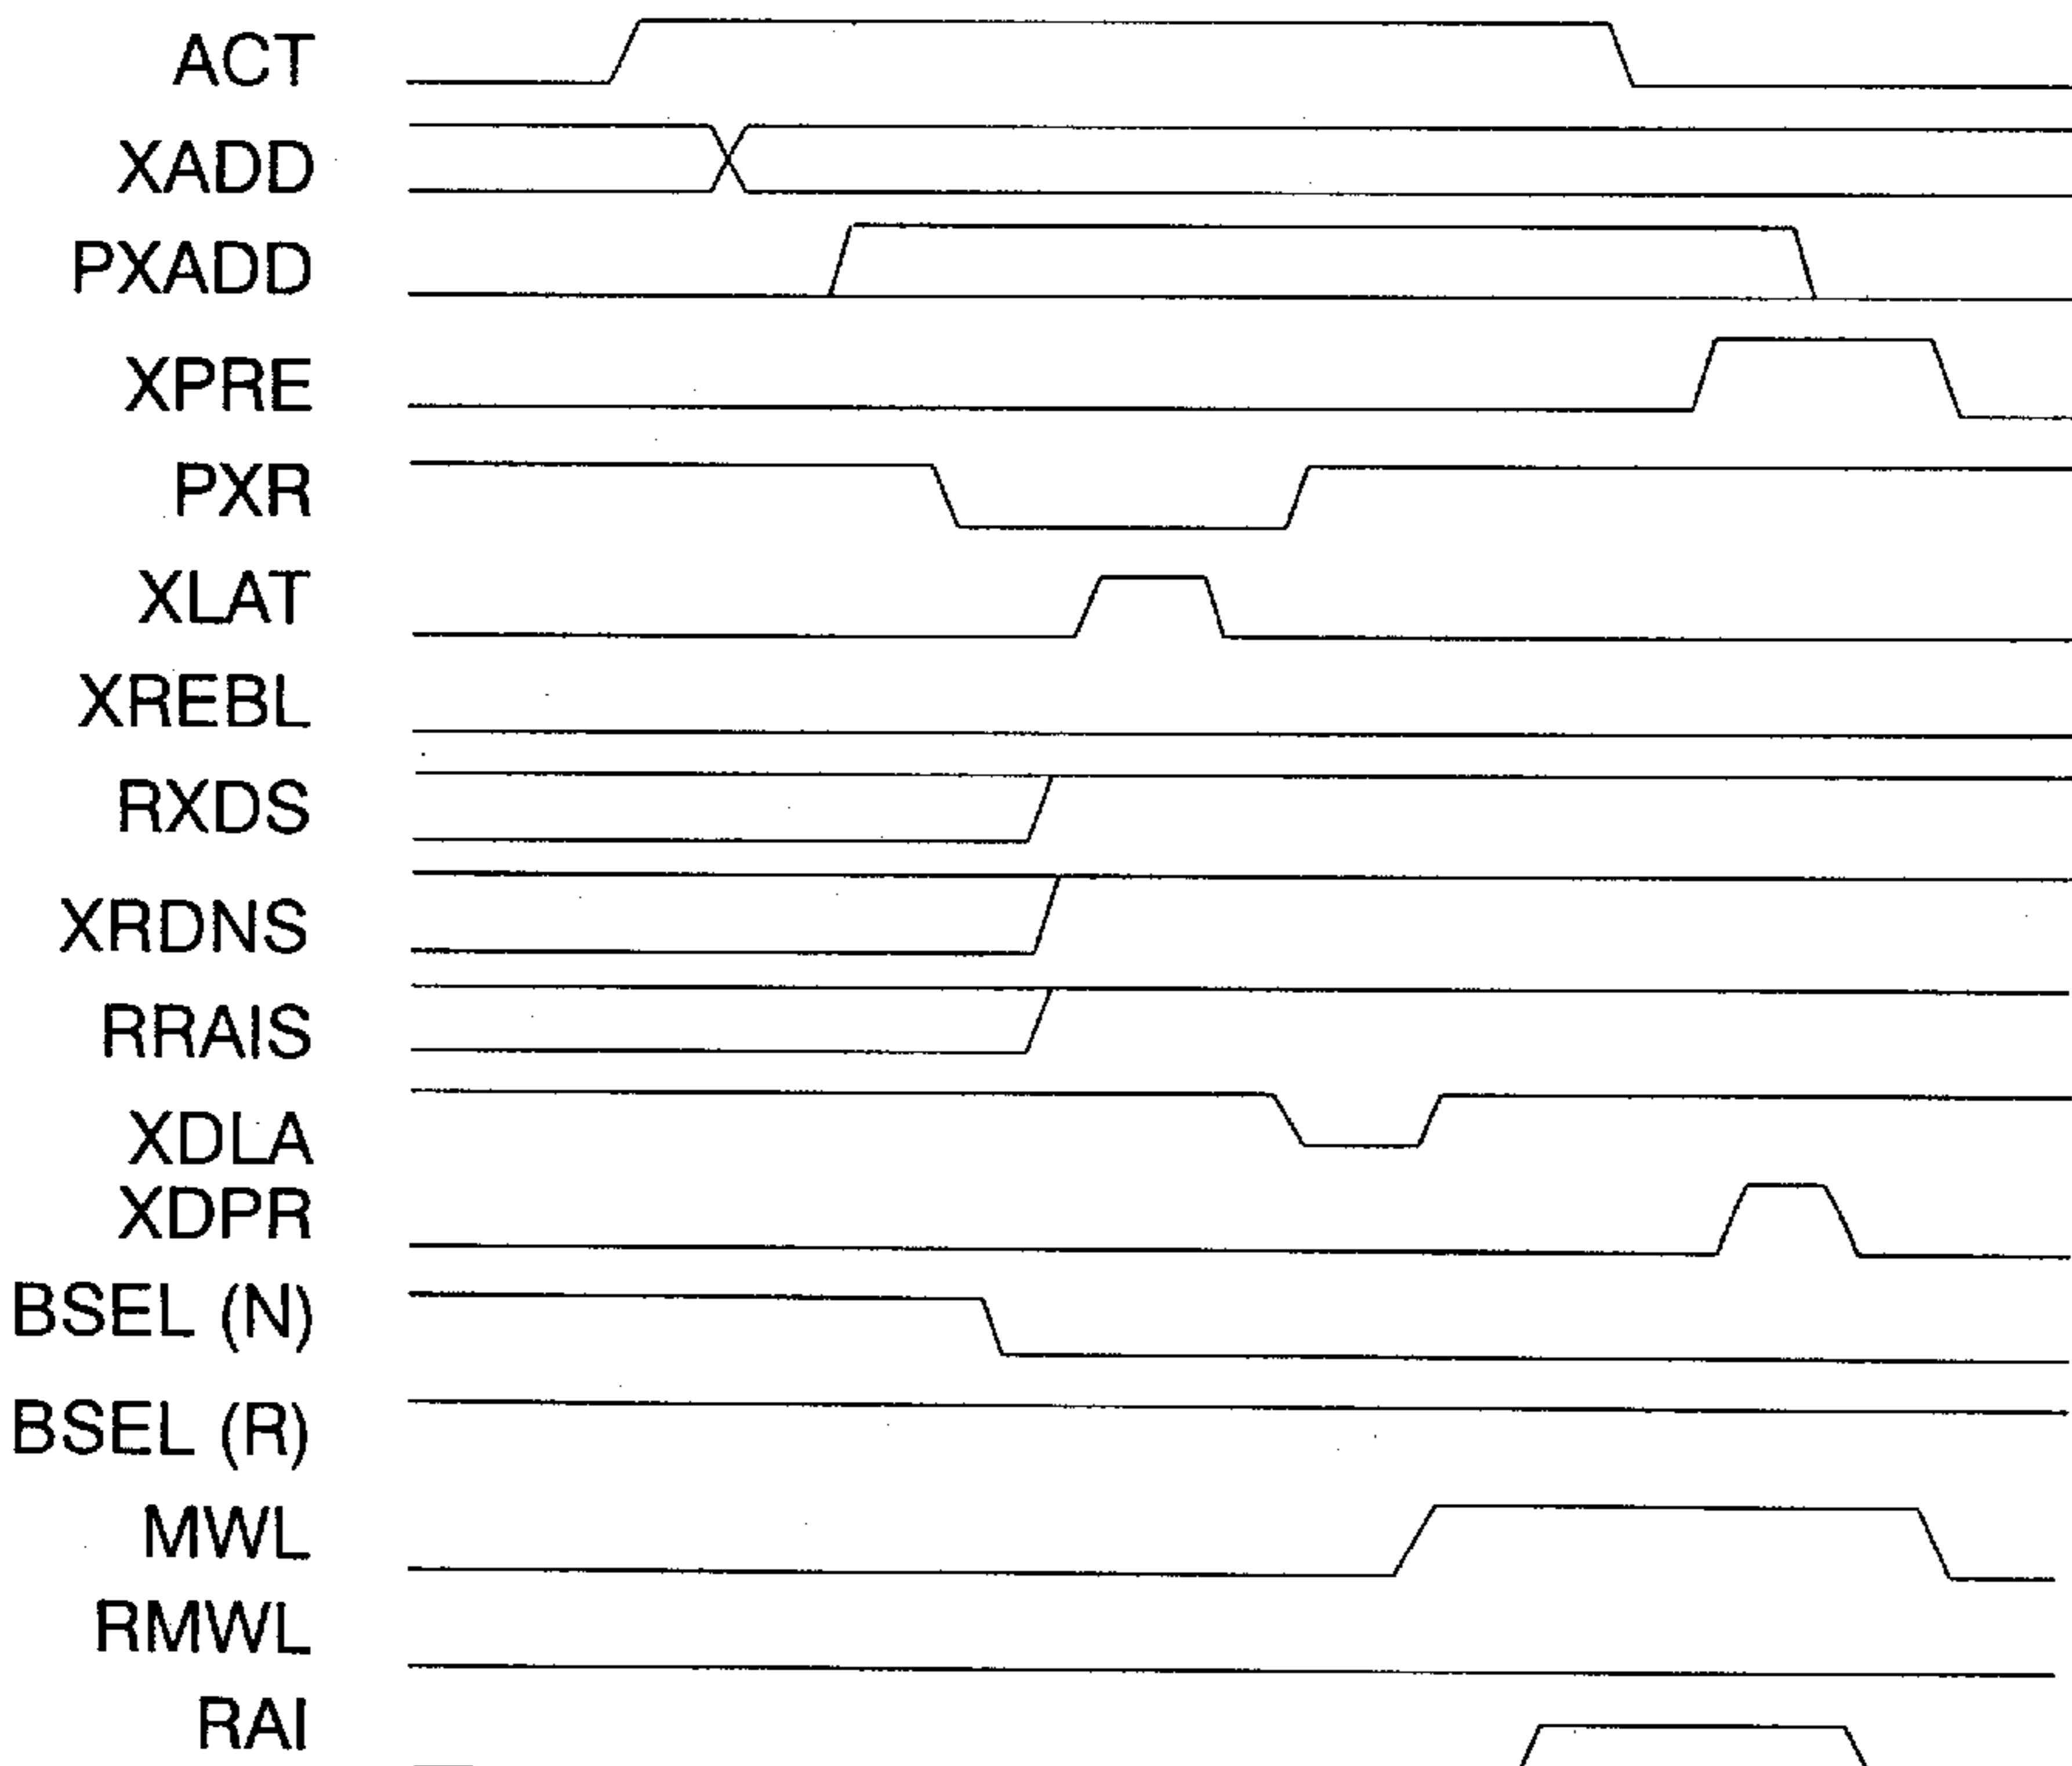 ACT
XADD
PXADD
XPRE
PXR
XLAT
XREBL
RXDS
XRDNS
RRAIS
XDLA
XDPR
BSEL (N)
BSEL (R)
MWL
RMWL
RAI